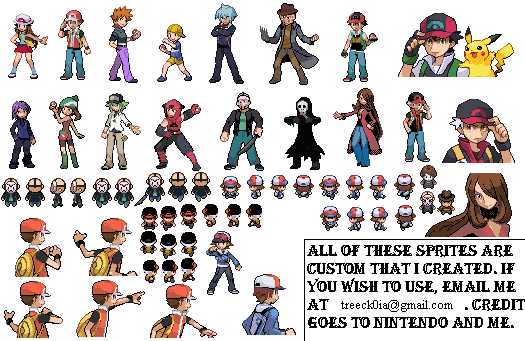 ALL OF THESE SPRITES ARE
CUSTOM THAT I CREATED. IF
YOU WISH TO USE, EMAIL ME
AT treeck0ia@gmail.com . CREDIT
GOES TO NINTENDO AND ME.